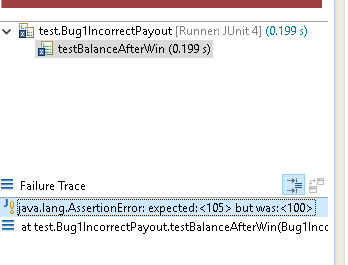 test.Bug1IncorrectPayout [Runner: JUnit 4] (0.199 s)
testBalanceAfterWin (0.199 s)
Failure Trace
java.lang.AssertionError: expected:<105> but was:<100>
at test.Bug1IncorrectPayout.testBalanceAfterWin(Bug1Inco